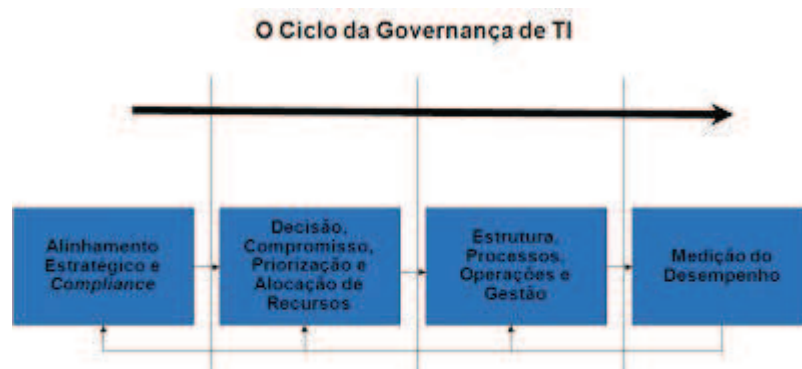 O Ciclo da Governança de TI
Alinhamento
Estratégico e
Compliance
Decisão,
Compromisso,
Priorização e
Alocação de
Recursos
Estrutura,
Processos,
Operações e
Gestão
Medição do
Desempenho